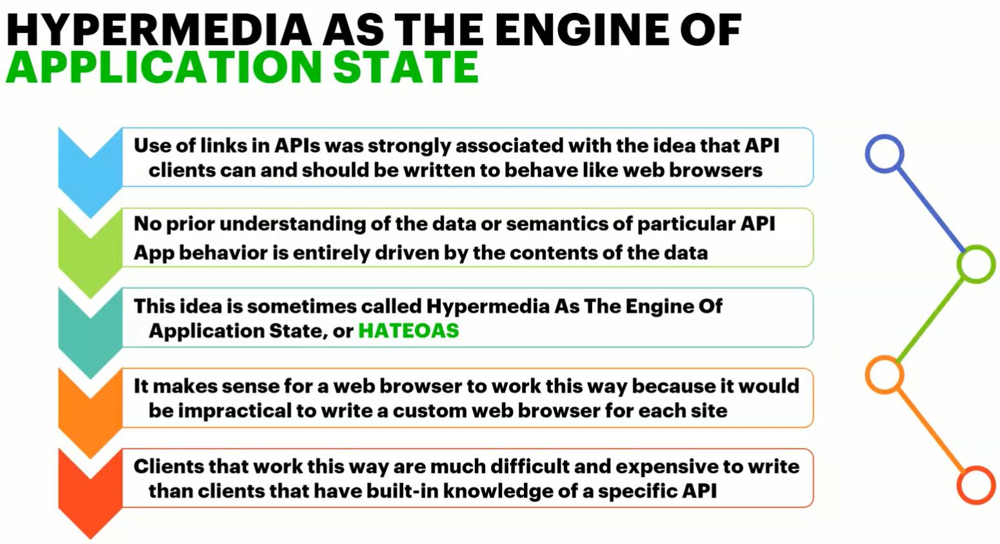 HYPERMEDIA AS THE ENGINE OF
APPLICATION STATE
Use of links in APIs was strongly associated with the idea that API
clients can and should be written to behave like web browsers
No prior understanding of the data or semantics of particular API
App behavior is entirely driven by the contents of the data
This idea is sometimes called Hypermedia As The Engine Of
Application State, or HATEOAS
It makes sense for a web browser to work this way because it would
be impractical to write a custom web browser for each site
Clients that work this way are much difficult and expensive to write
than clients that have built-in knowledge of a specific API